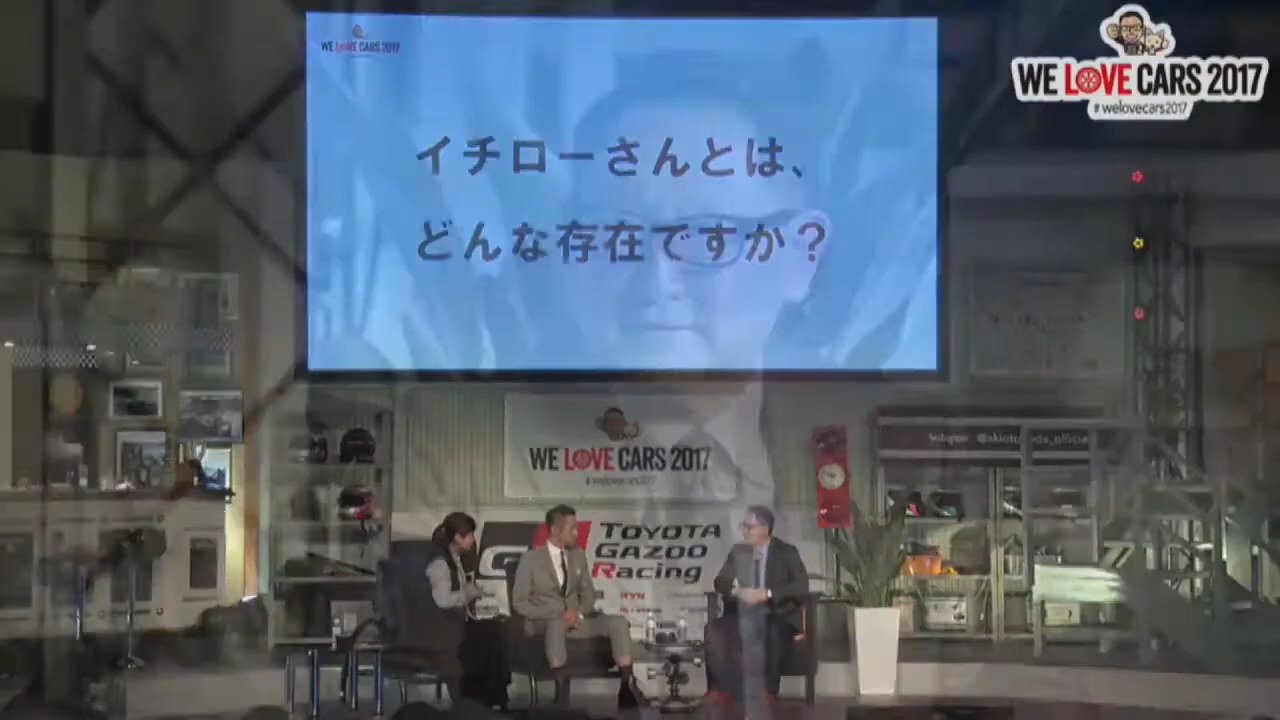 WE LOVE CARS 2017
WE LOVE CARS 2017
#welovecars2017
イチローさんとは、
どんな存在ですか？
WE LOVE CARS 2017
#welovecars2017
TOYOTA
GAZOO
Racing